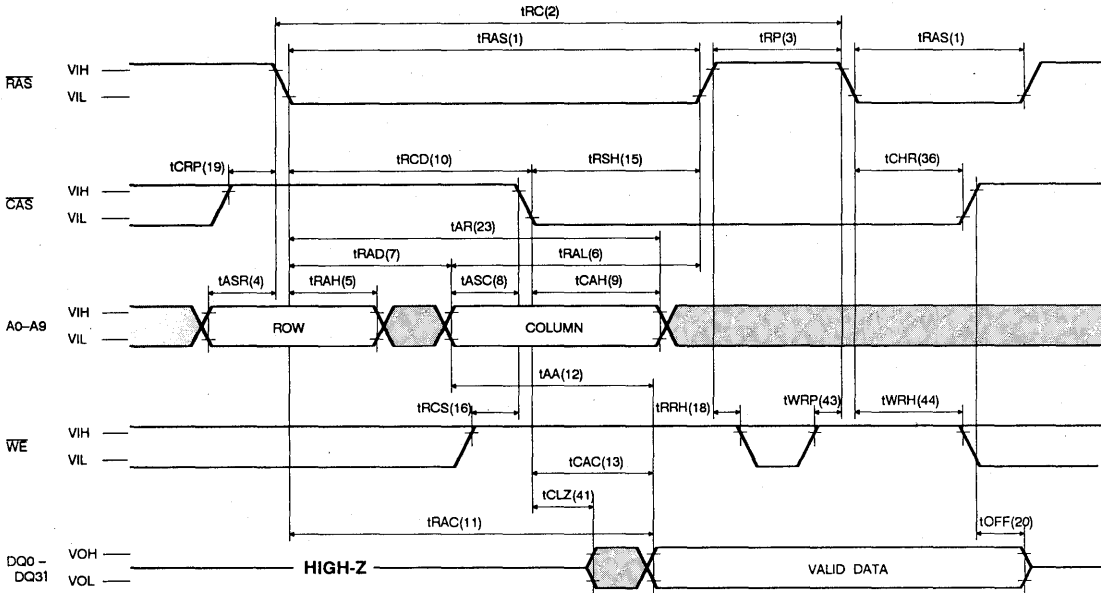 tRC(2)
tRAS(1) tRP(3) tRAS(1)
RAS VIH
VIL
tCRP(19) tRCD(10) tRSH(15) tCHR(36)
CAS VIH
VIL
tAR(23)
tRAD(7) tRAL(6)
tASR(4) tRAH(5) tASC(8) tCAH(9)
A0–A9 VIH
VIL
ROW COLUMN
tAA(12)
tRCS(16) tRRH(18) tWRP(43) tWRH(44)
WE VIH
VIL
tCAC(13)
tCLZ(41)
tRAC(11) tOFF(20)
DQ0 –
DQ31
VOH
VOL
HIGH-Z VALID DATA